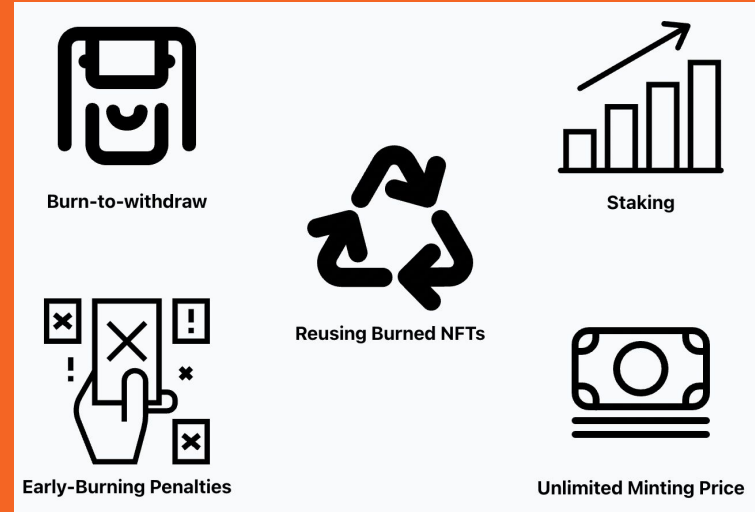 Burn-to-withdraw
Staking
Reusing Burned NFTs
Early-Burning Penalties
Unlimited Minting Price